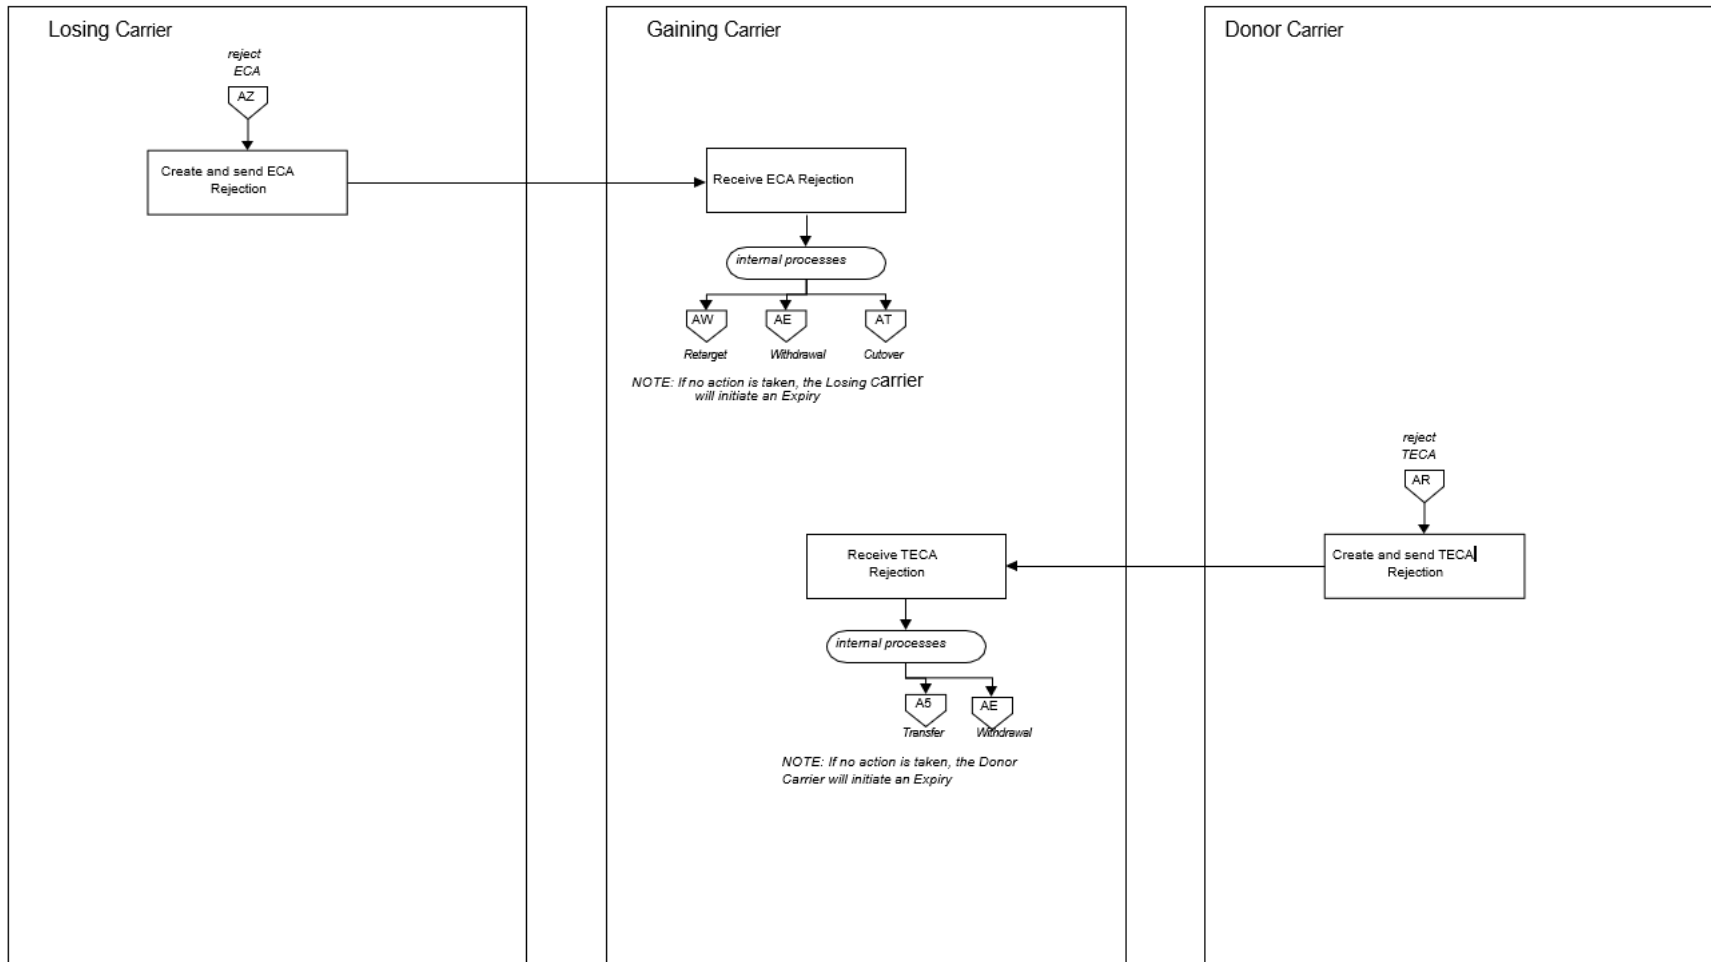 Losing Carrier
reject
ECA
AZ
Create and send ECA
Rejection
Gaining Carrier
Receive ECA Rejection
internal processes
AW
AE
AT
Retarget
Withdrawal
Cutover
NOTE: If no action is taken, the Losing Carrier
will initiate an Expiry
Receive TECA
Rejection
internal processes
A5
AE
Transfer
Withdrawal
NOTE: If no action is taken, the Donor
Carrier will initiate an Expiry
Donor Carrier
reject
TECA
AR
Create and send TECA
Rejection